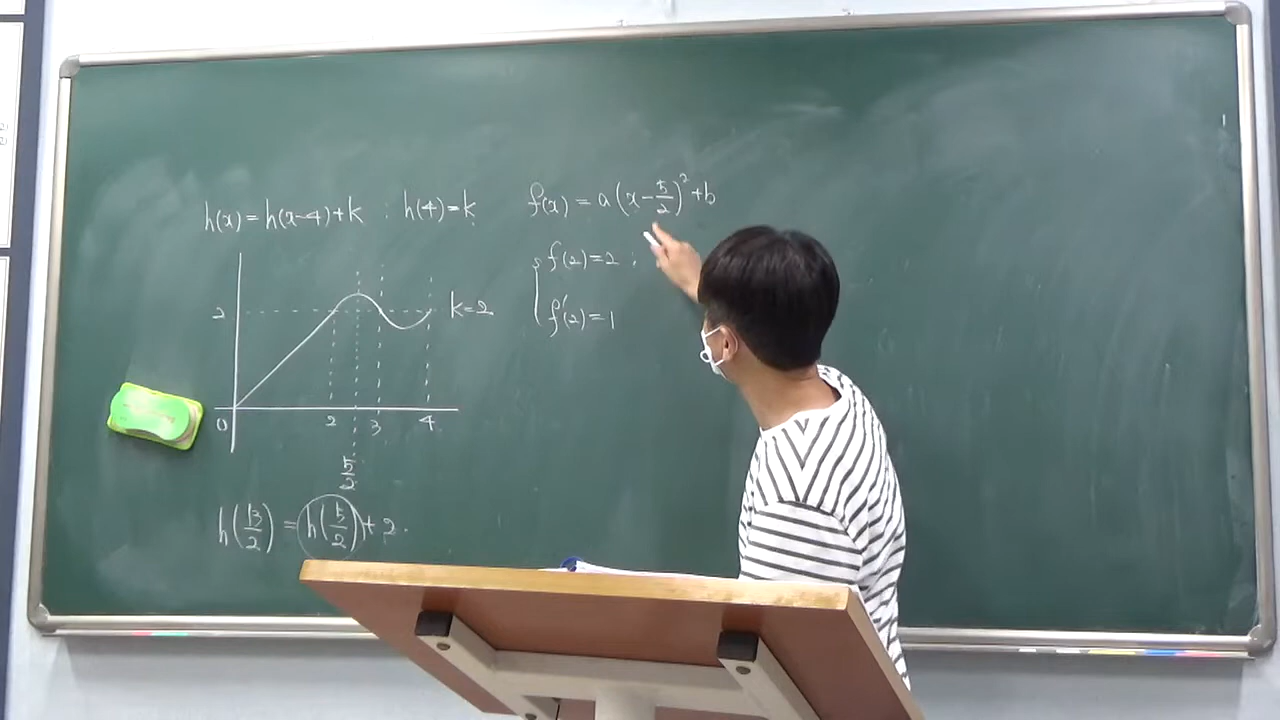 h(x) = h(x-4)+k : h(4)=k
f(x) = a(x-5/2)²+b
f(2)=2 ;
f'(2)=1
k=2
2
0 2 3 4
5/2
h(13/2) = h(5/2)+2.